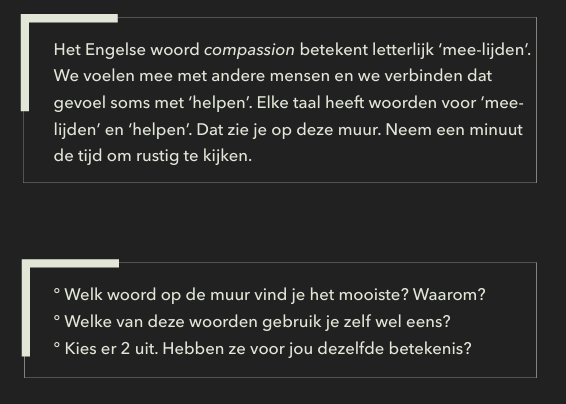 Het Engelse woord compassion betekent letterlijk ‘mee-lijden’.
We voelen mee met andere mensen en we verbinden dat
gevoel soms met ‘helpen’. Elke taal heeft woorden voor ‘mee-
lijden’ en ‘helpen’. Dat zie je op deze muur. Neem een minuut
de tijd om rustig te kijken.
° Welk woord op de muur vind je het mooiste? Waarom?
° Welke van deze woorden gebruik je zelf wel eens?
° Kies er 2 uit. Hebben ze voor jou dezelfde betekenis?